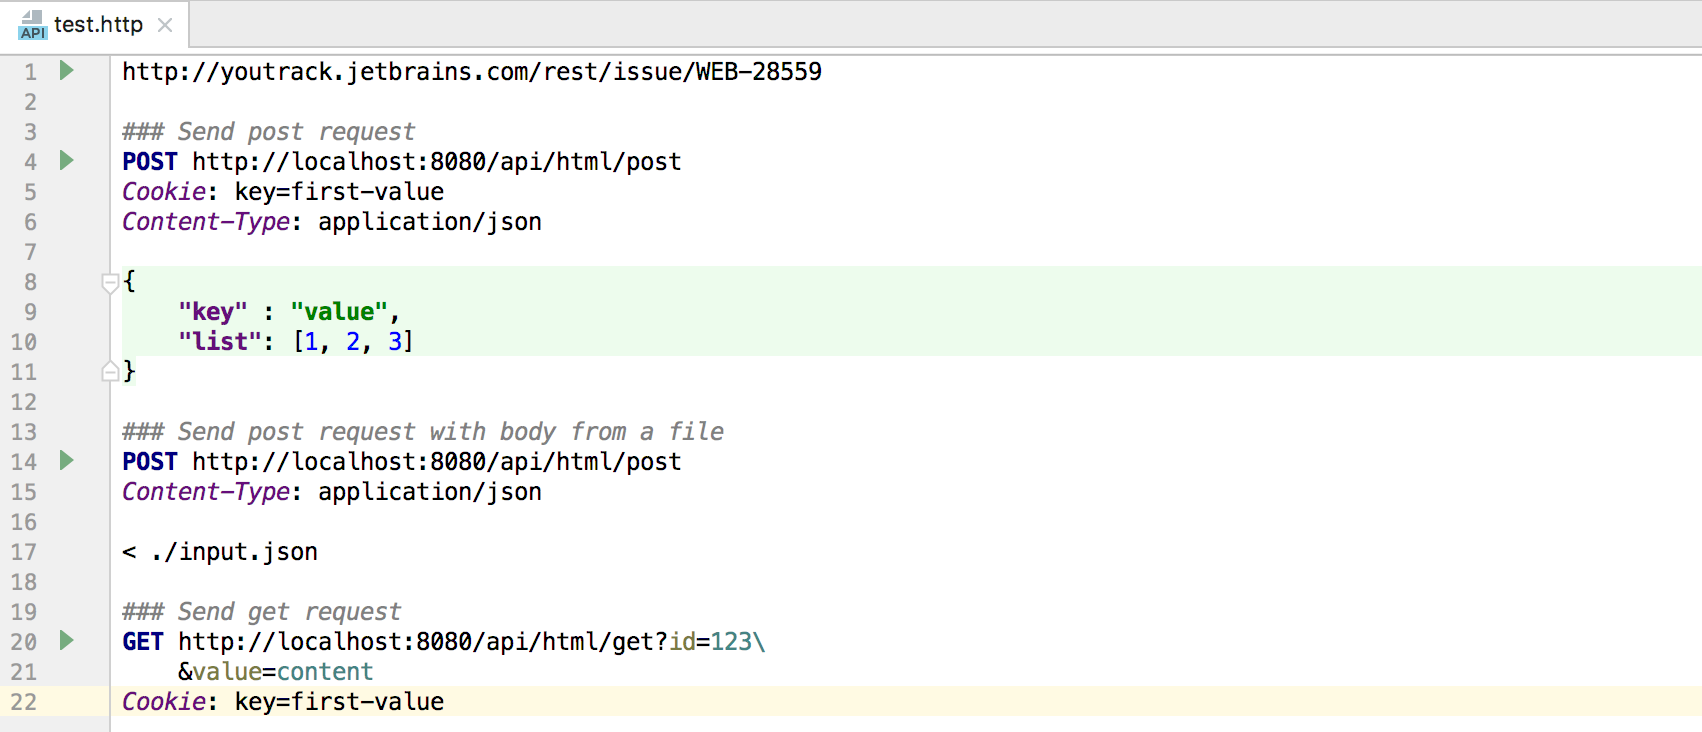 API test.http
1 http://youtrack.jetbrains.com/rest/issue/WEB-28559
2
3 ### Send post request
4 POST http://localhost:8080/api/html/post
5 Cookie: key=first-value
6 Content-Type: application/json
7
8 {
9 "key" : "value",
10 "list": [1, 2, 3]
11 }
12
13 ### Send post request with body from a file
14 POST http://localhost:8080/api/html/post
15 Content-Type: application/json
16
17 < ./input.json
18
19 ### Send get request
20 GET http://localhost:8080/api/html/get?id=123\
21 &value=content
22 Cookie: key=first-value